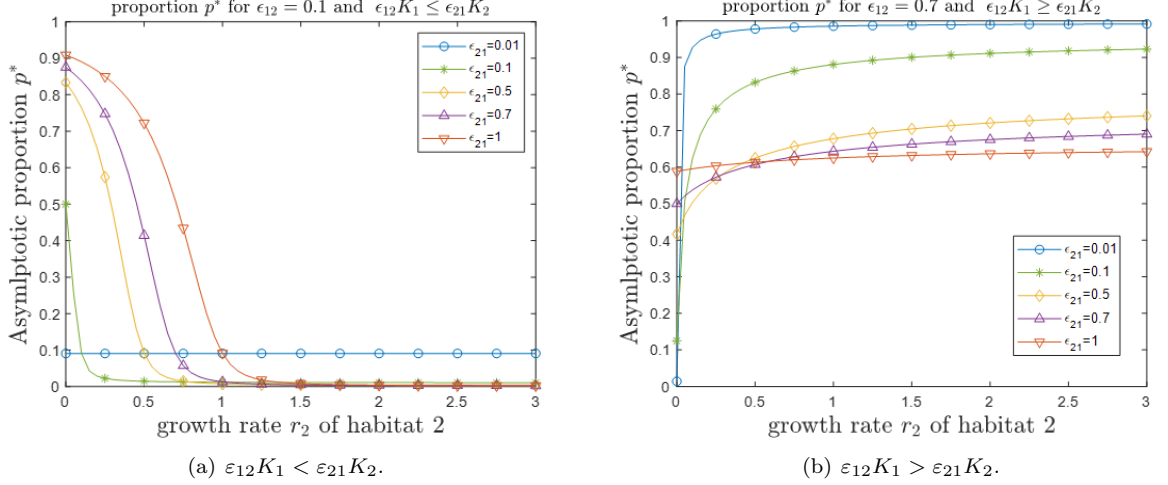 proportion p* for ϵ12 = 0.1 and ϵ12K1 ≤ ϵ21K2
1
0.9
0.8
0.7
0.6
0.5
0.4
0.3
0.2
0.1
0
Asymlptotic proportion p*
ϵ21=0.01
ϵ21=0.1
ϵ21=0.5
ϵ21=0.7
ϵ21=1
0 0.5 1 1.5 2 2.5 3
growth rate r2 of habitat 2
(a) ε12K1 < ε21K2.
proportion p* for ϵ12 = 0.7 and ϵ12K1 ≥ ϵ21K2
1
0.9
0.8
0.7
0.6
0.5
0.4
0.3
0.2
0.1
0
Asymlptotic proportion p*
ϵ21=0.01
ϵ21=0.1
ϵ21=0.5
ϵ21=0.7
ϵ21=1
0 0.5 1 1.5 2 2.5 3
growth rate r2 of habitat 2
(b) ε12K1 > ε21K2.